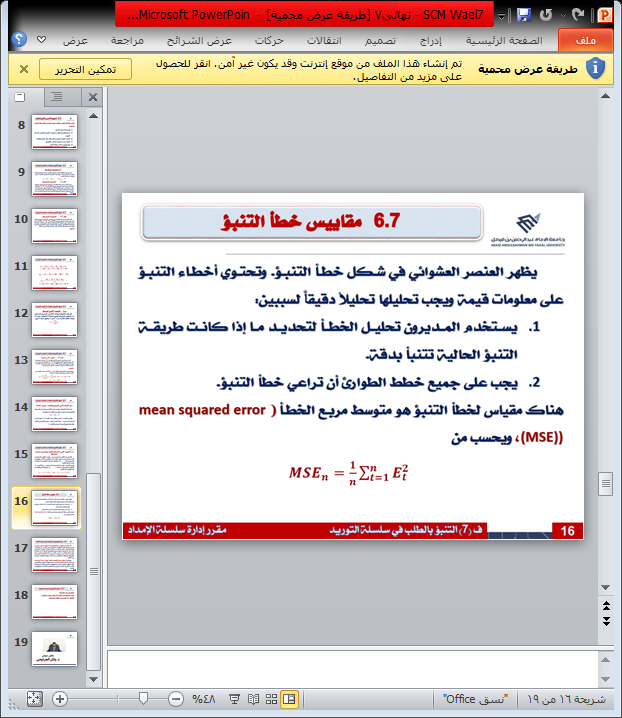 SCM Wael7 - نهائي٧ [طريقة عرض محمية] - Microsoft PowerPoin...
ملف الصفحة الرئيسية إدراج تصميم انتقالات حركات عرض الشرائح مراجعة عرض
طريقة عرض محمية تم إنشاء هذا الملف من موقع إنترنت وقد يكون غير آمن. انقر للحصول على مزيد من التفاصيل. تمكين التحرير
8
9
10
11
12
13
14
15
16
17
18
19
6.7 مقاييس خطأ التنبؤ
جامعة الإمام عبد الرحمن بن فيصل
IMAM ABDULRAHMAN BIN FAISAL UNIVERSITY
يظهر العنصر العشوائي في شكل خطأ التنبؤ. وتحتوي أخطاء التنبؤ
على معلومات قيمة ويجب تحليلها تحليلاً دقيقاً لسببين:
1. يستخدم المديرون تحليل الخطأ لتحديد ما إذا كانت طريقة
التنبؤ الحالية تتنبأ بدقة.
2. يجب على جميع خطط الطوارئ أن تراعي خطأ التنبؤ.
هناك مقياس لخطأ التنبؤ هو متوسط مربع الخطأ ( mean squared error
(MSE))، ويحسب من
MSEₙ = 1/n ∑ⁿₜ₌₁ Eₜ²
16 ف (7) التنبؤ بالطلب في سلسلة التوريد مقرر إدارة سلسلة الإمداد
شريحة ١٦ من ١٩ "نسق Office" ٤٨%